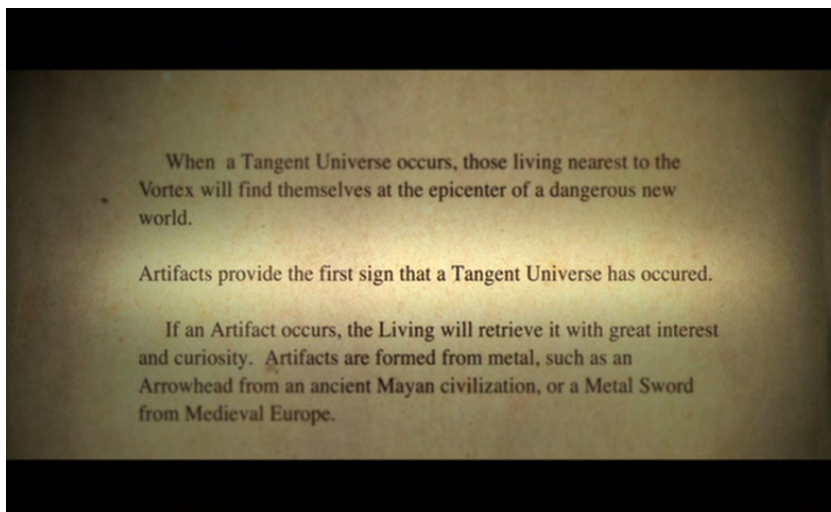 When a Tangent Universe occurs, those living nearest to the
Vortex will find themselves at the epicenter of a dangerous new
world.
Artifacts provide the first sign that a Tangent Universe has occured.
If an Artifact occurs, the Living will retrieve it with great interest
and curiosity. Artifacts are formed from metal, such as an
Arrowhead from an ancient Mayan civilization, or a Metal Sword
from Medieval Europe.